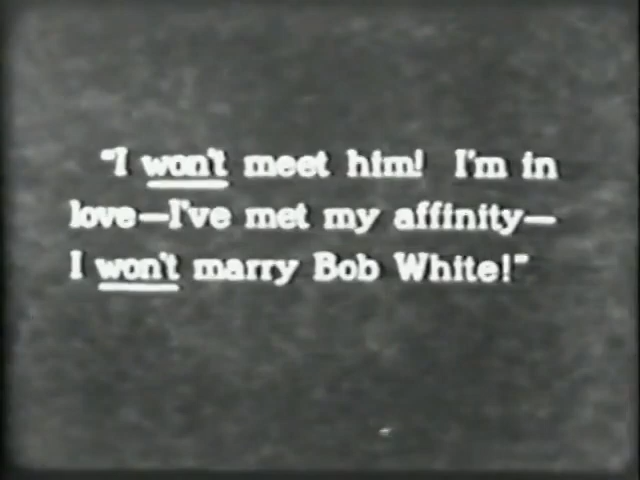 "I won't meet him!  I'm in
love—I've met my affinity—
I won't marry Bob White!"